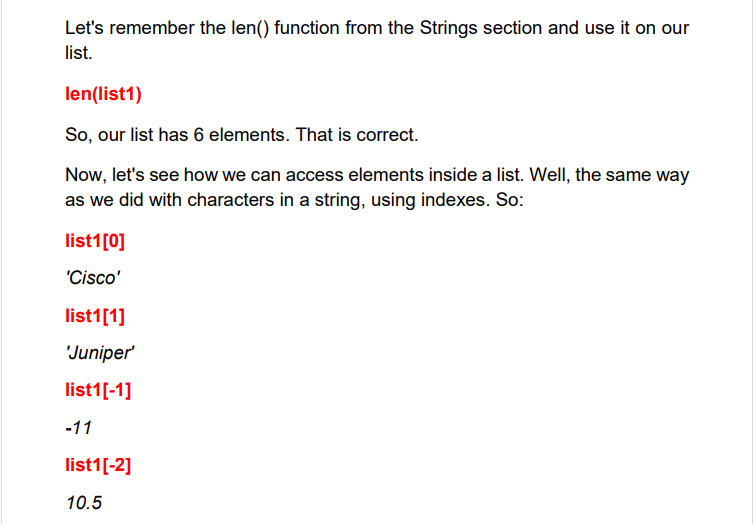 Let's remember the len() function from the Strings section and use it on our
list.
len(list1)
So, our list has 6 elements. That is correct.
Now, let's see how we can access elements inside a list. Well, the same way
as we did with characters in a string, using indexes. So:
list1[0]
'Cisco'
list1[1]
'Juniper'
list1[-1]
-11
list1[-2]
10.5